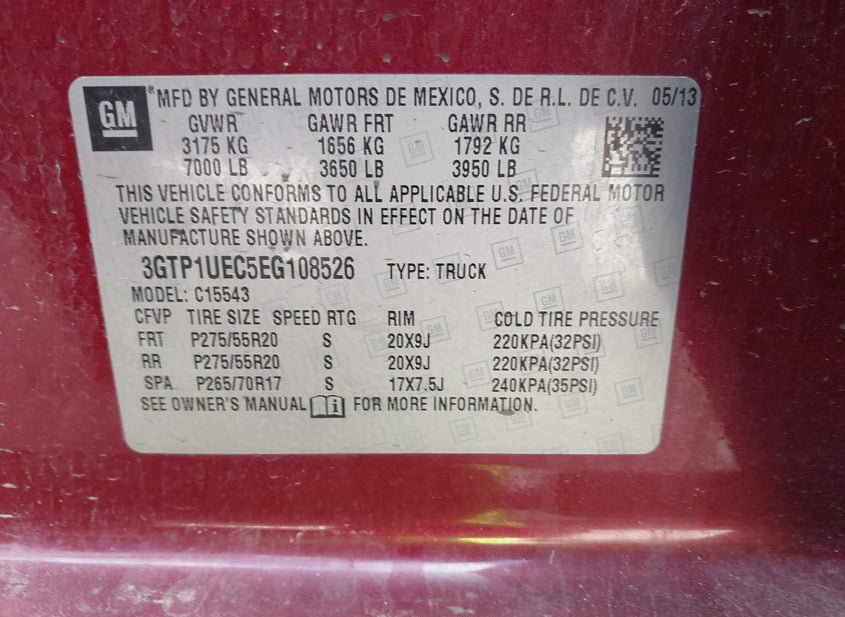 GM ® MFD BY GENERAL MOTORS DE MEXICO, S. DE R.L. DE C.V. 05/13
GVWR GAWR FRT GAWR RR
3175 KG 1656 KG 1792 KG
7000 LB 3650 LB 3950 LB
THIS VEHICLE CONFORMS TO ALL APPLICABLE U.S. FEDERAL MOTOR
VEHICLE SAFETY STANDARDS IN EFFECT ON THE DATE OF
MANUFACTURE SHOWN ABOVE.
3GTP1UEC5EG108526 TYPE: TRUCK
MODEL: C15543
CFVP TIRE SIZE SPEED RTG RIM COLD TIRE PRESSURE
FRT P275/55R20 S 20X9J 220KPA(32PSI)
RR P275/55R20 S 20X9J 220KPA(32PSI)
SPA P265/70R17 S 17X7.5J 240KPA(35PSI)
SEE OWNER'S MANUAL i FOR MORE INFORMATION.